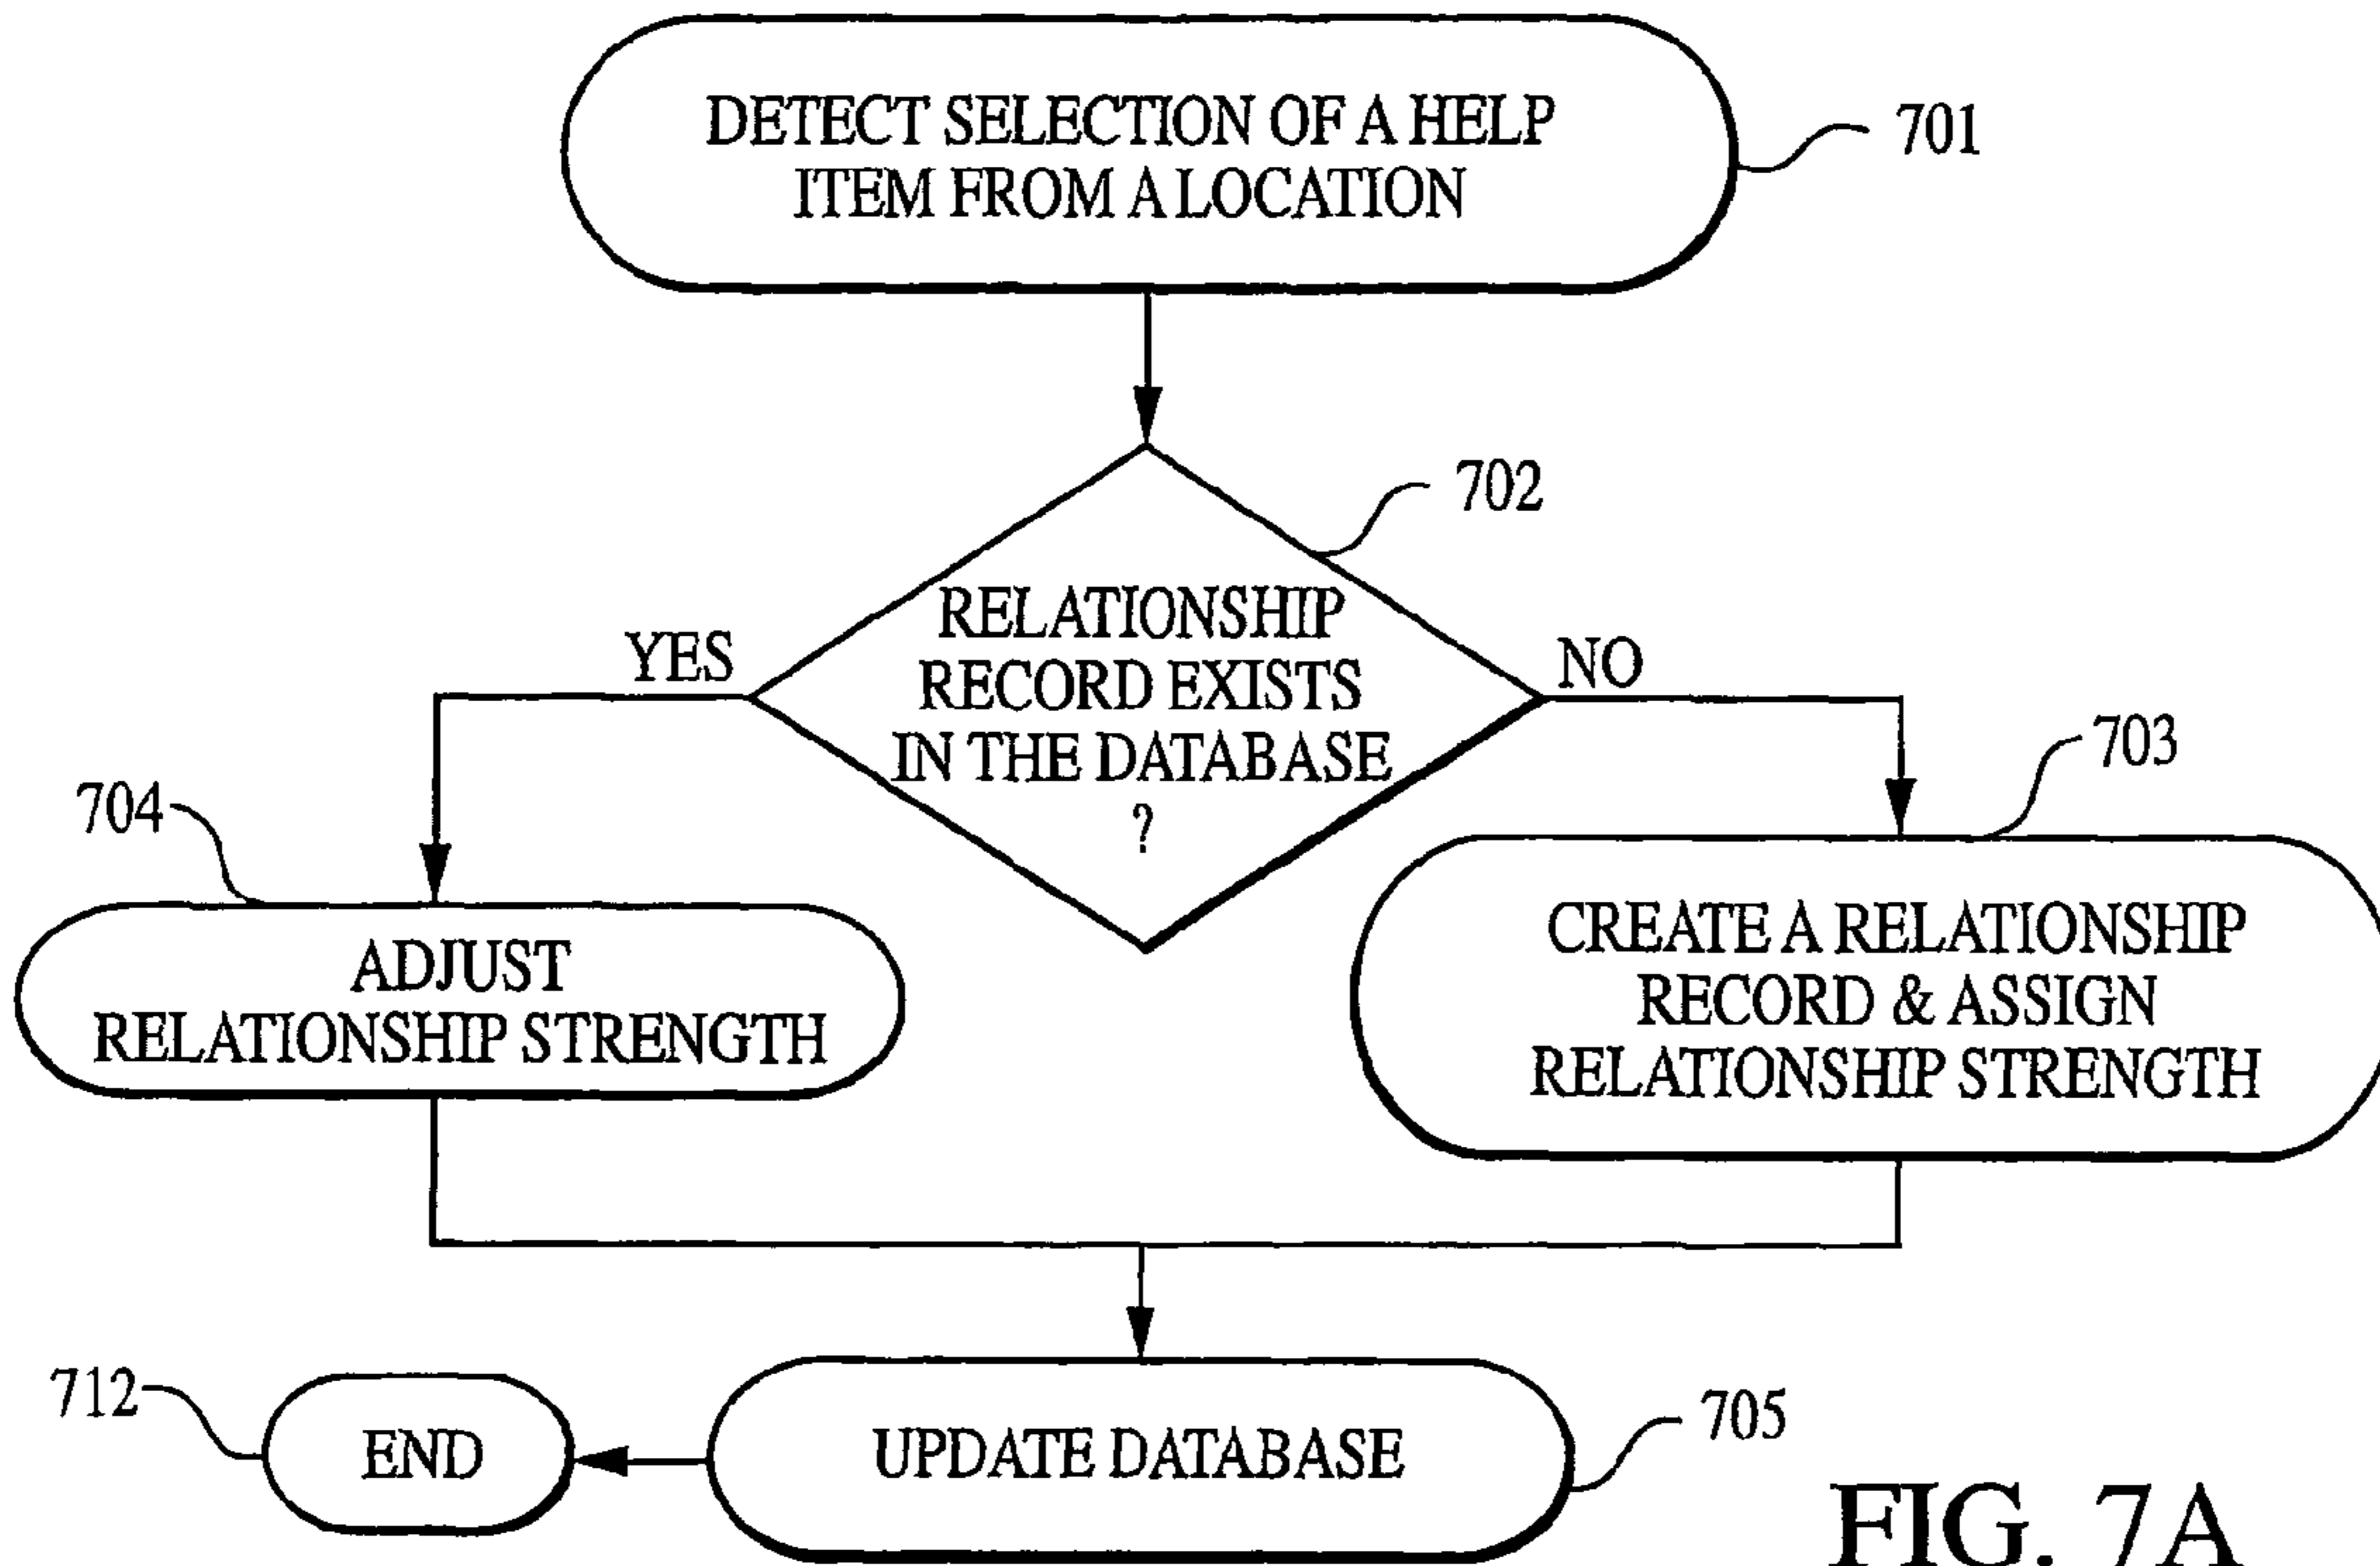 DETECT SELECTION OF A HELP
ITEM FROM A LOCATION
701
702
RELATIONSHIP
RECORD EXISTS
IN THE DATABASE
?
YES
NO
703
704
ADJUST
RELATIONSHIP STRENGTH
CREATE A RELATIONSHIP
RECORD & ASSIGN
RELATIONSHIP STRENGTH
712
END
UPDATE DATABASE
705
FIG. 7A